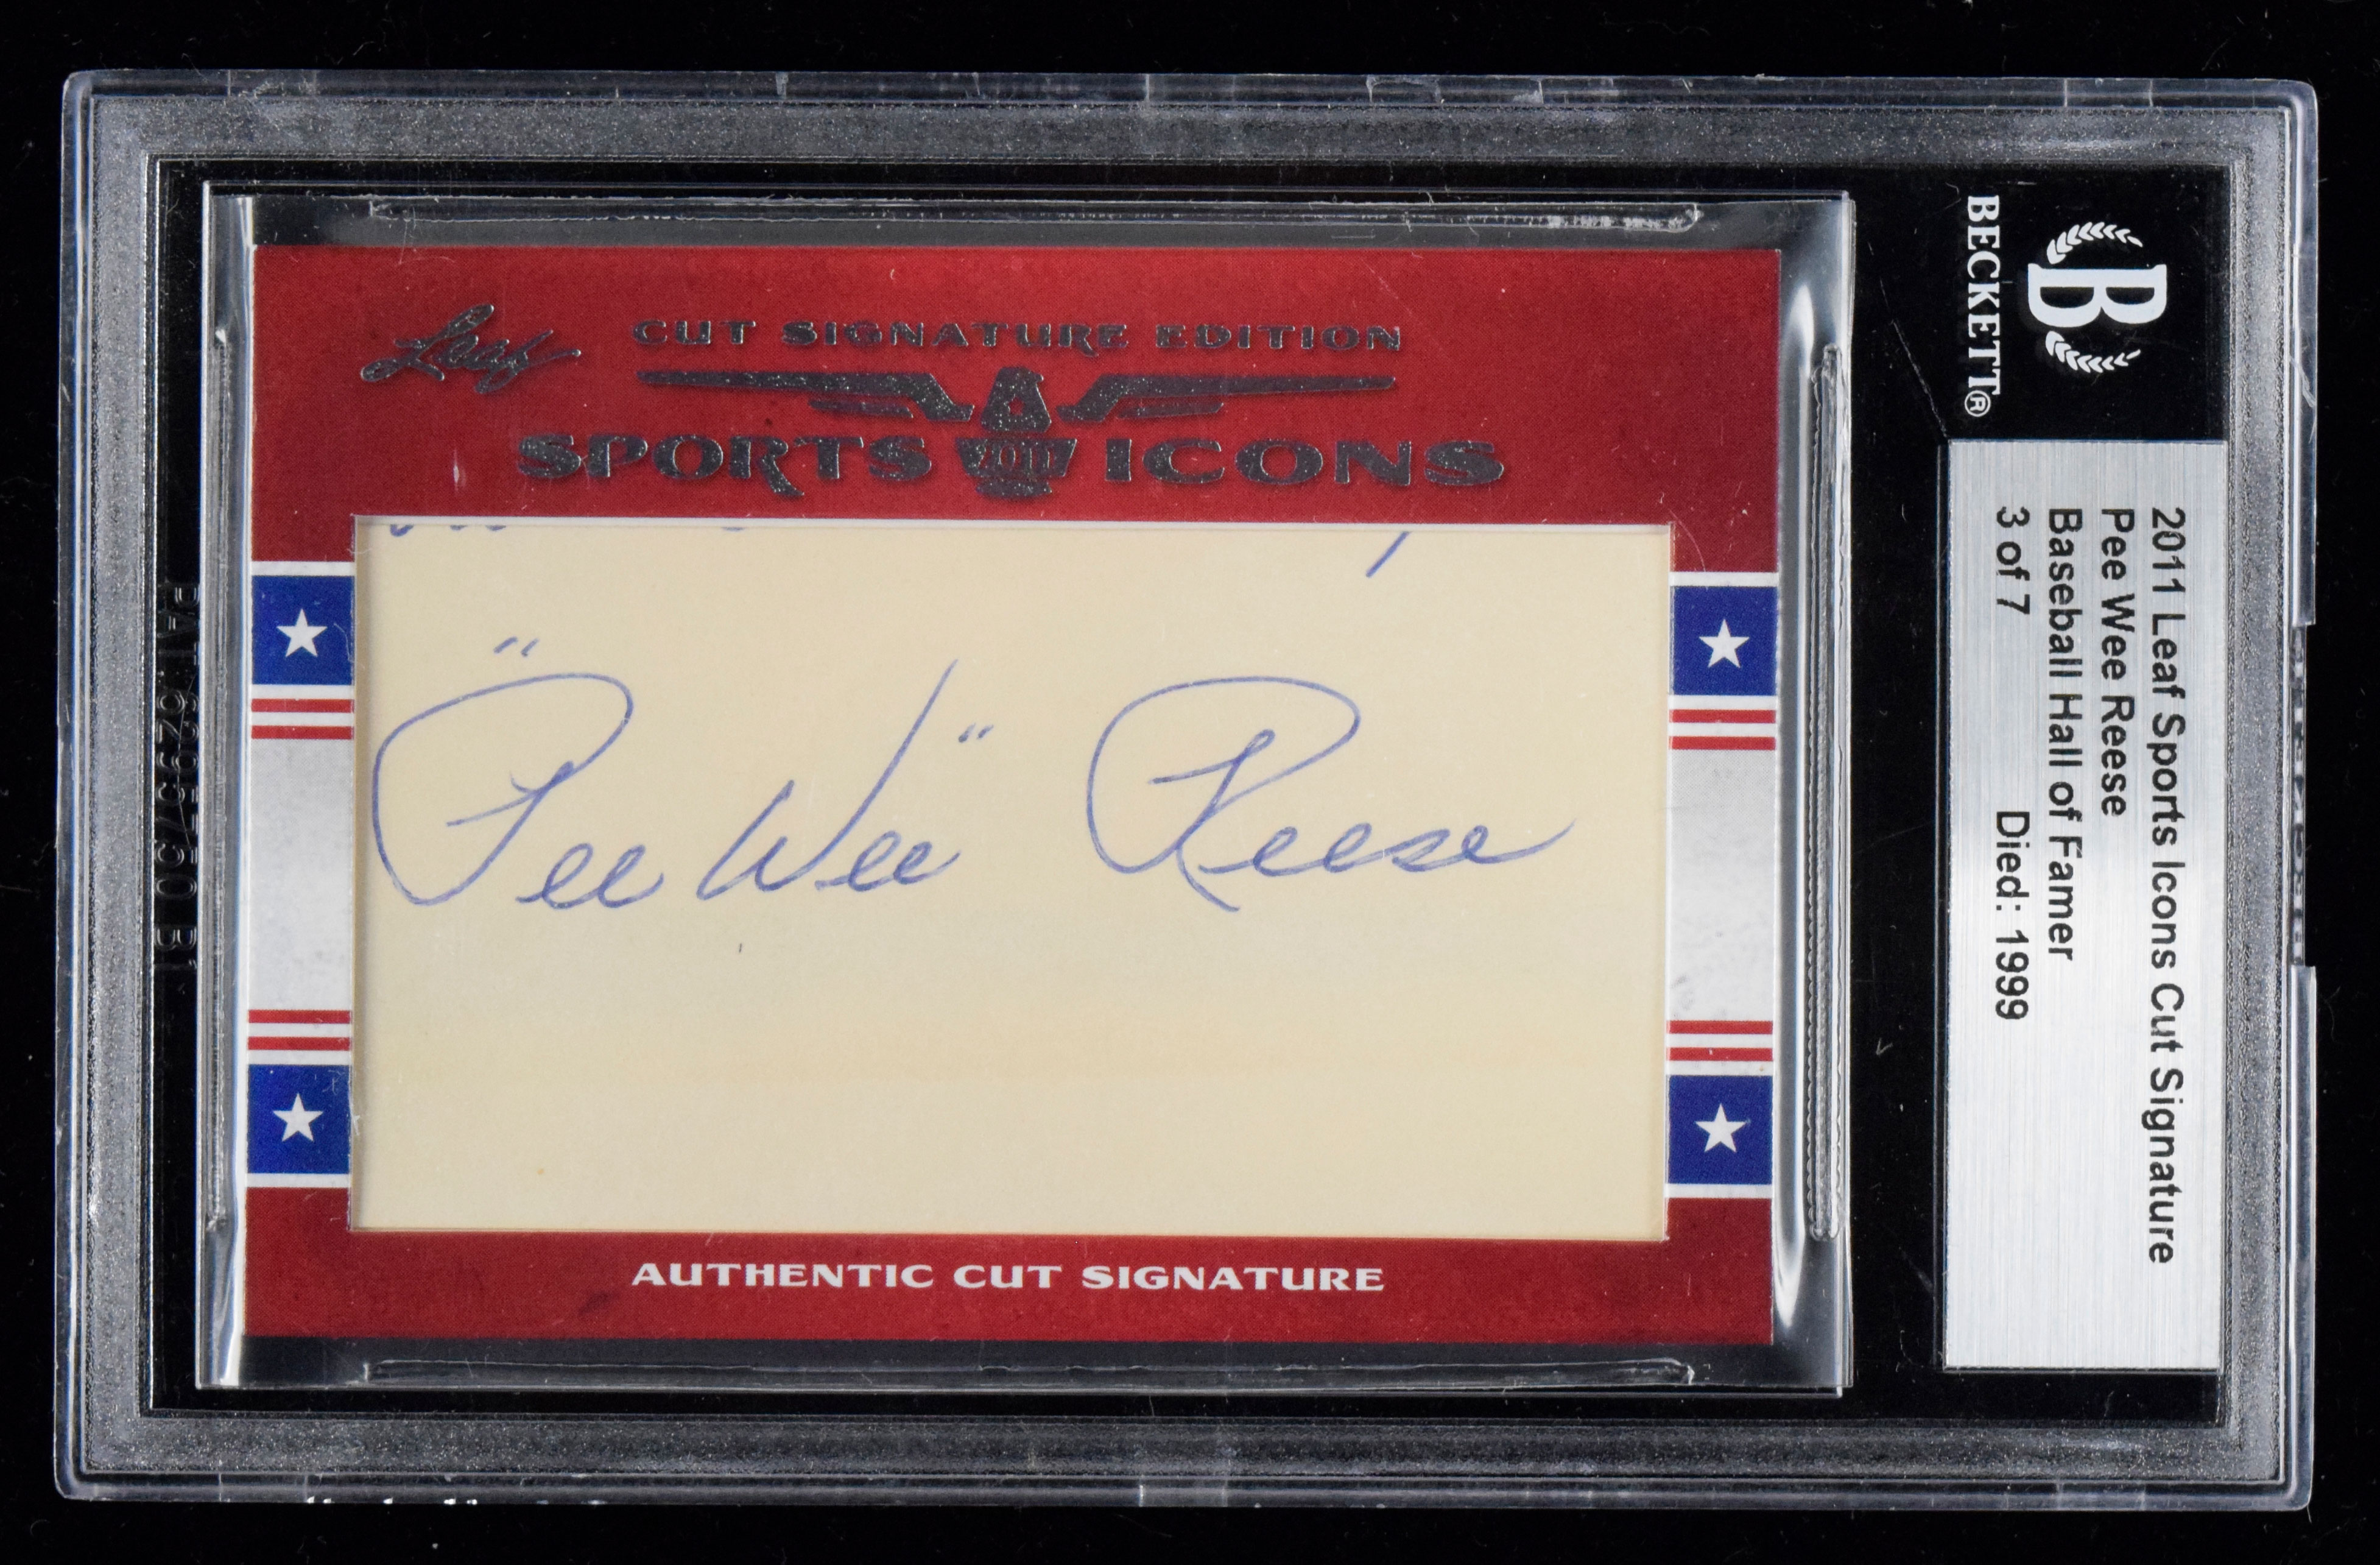 Leaf
CUT SIGNATURE EDITION
SPORTS 2011 ICONS
"Pee Wee" Reese
AUTHENTIC CUT SIGNATURE
BECKETT®
B
2011 Leaf Sports Icons Cut Signature
Pee Wee Reese
Baseball Hall of Famer
3 of 7 Died: 1999